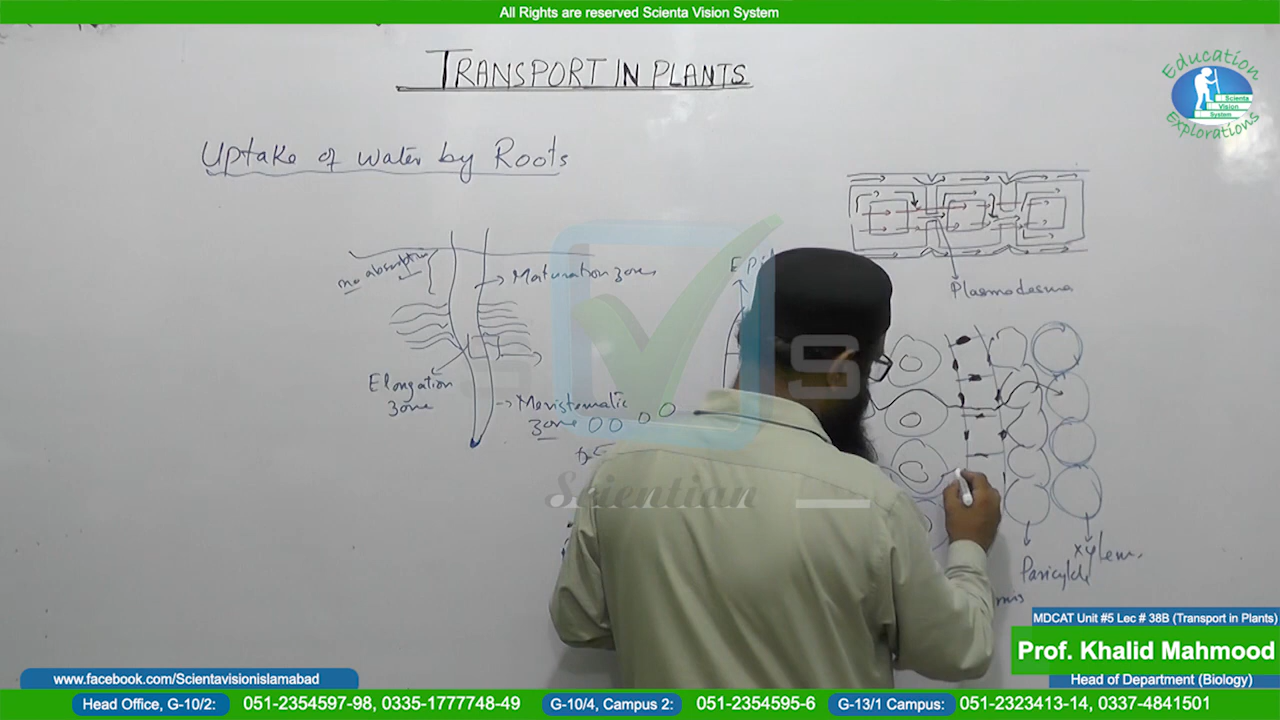 All Rights are reserved Scienta Vision System
TRANSPORT IN PLANTS
Education
Scienta
Vision
System
Explorations
Uptake of water by Roots
no absorption
Maturation zone
Plasmodesma
Elongation
zone
Meristematic
zone
S
Scientian
xylem
MDCAT Unit #5 Lec # 38B (Transport in Plants)
Prof. Khalid Mahmood
Head of Department (Biology)
www.facebook.com/Scientavisionislamabad
Head Office, G-10/2: 051-2354597-98, 0335-1777748-49 G-10/4, Campus 2: 051-2354595-6 G-13/1 Campus: 051-2323413-14, 0337-4841501